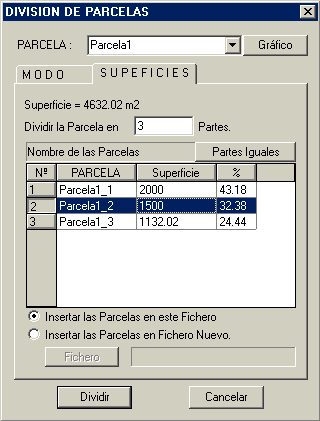 DIVISION DE PARCELAS
PARCELA : Parcela1 Gráfico
M O D O S U P E F I C I E S
Superficie = 4632.02 m2
Dividir la Parcela en 3 Partes.
Nombre de las Parcelas Partes Iguales
Nº PARCELA Superficie %
1 Parcela1_1 2000 43.18
2 Parcela1_2 1500 32.38
3 Parcela1_3 1132.02 24.44
Insertar las Parcelas en este Fichero
Insertar las Parcelas en Fichero Nuevo.
Fichero
Dividir Cancelar